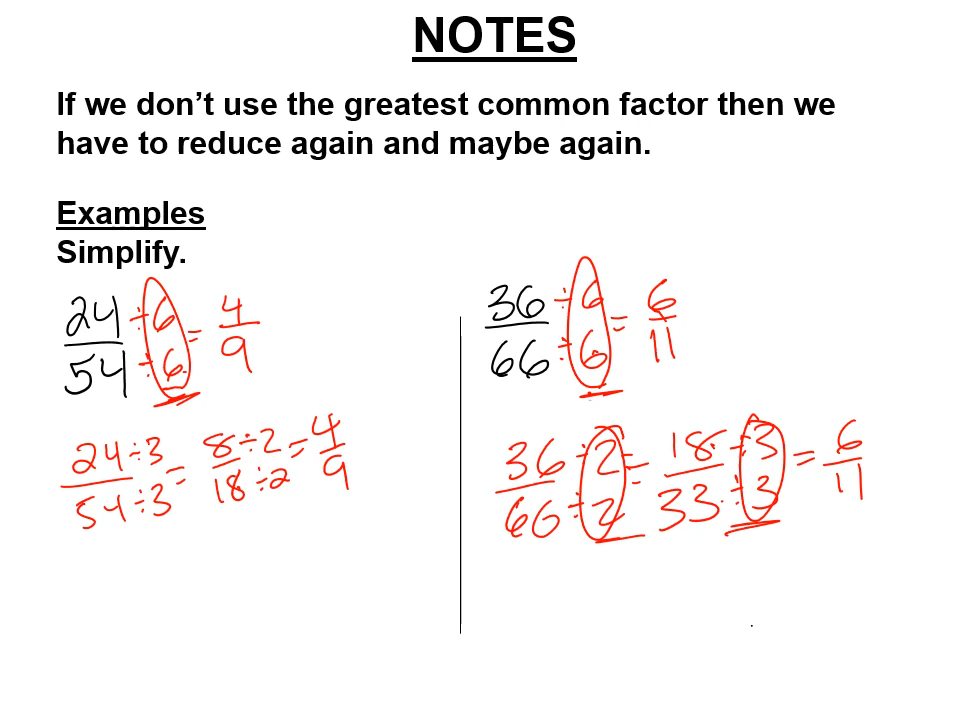 NOTES
If we don't use the greatest common factor then we
have to reduce again and maybe again.
Examples
Simplify.
24/54 ÷6/÷6 = 4/9
24÷3/54÷3 = 8÷2/18÷2 = 4/9
36/66 ÷6/÷6 = 6/11
36/66 ÷2/÷2 = 18/33 ÷3/÷3 = 6/11